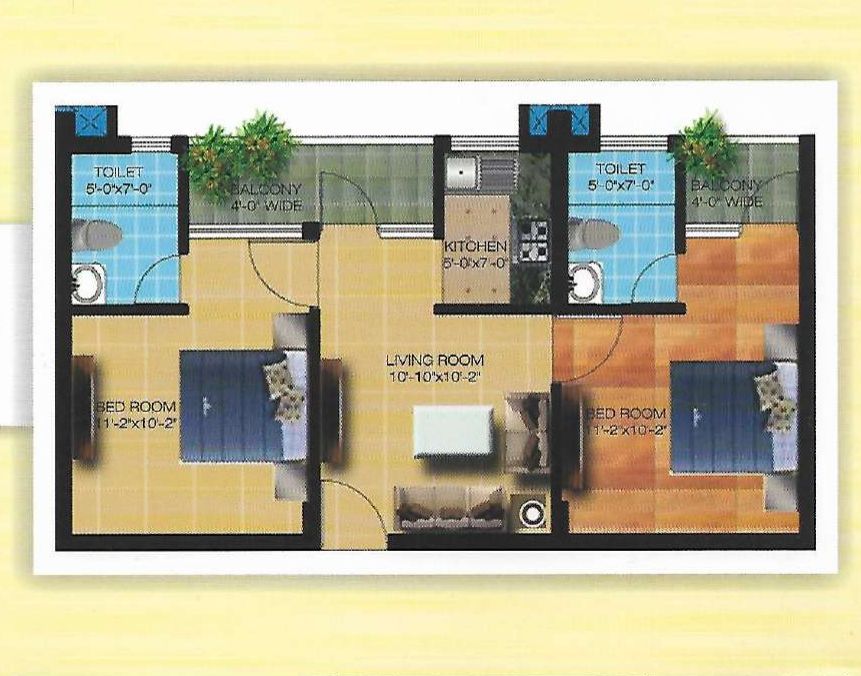 TOILET
5'-0"x7'-0"
BALCONY
4'-0" WIDE
KITCHEN
5'-0"x7'-0"
TOILET
5'-0"x7'-0"
BALCONY
4'-0" WIDE
BED ROOM
11'-2"x10'-2"
LIVING ROOM
10'-10"x10'-2"
BED ROOM
11'-2"x10'-2"